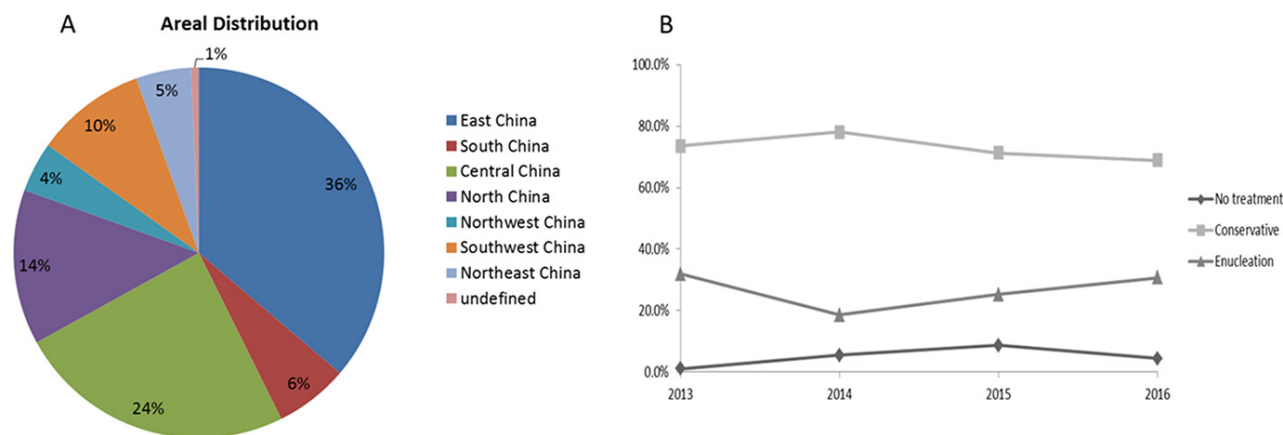 A
Areal Distribution
1%
5%
10%
4%
14%
24%
6%
36%
East China
South China
Central China
North China
Northwest China
Southwest China
Northeast China
undefined
B
100.0%
80.0%
60.0%
40.0%
20.0%
0.0%
2013 2014 2015 2016
No treatment
Conservative
Enucleation